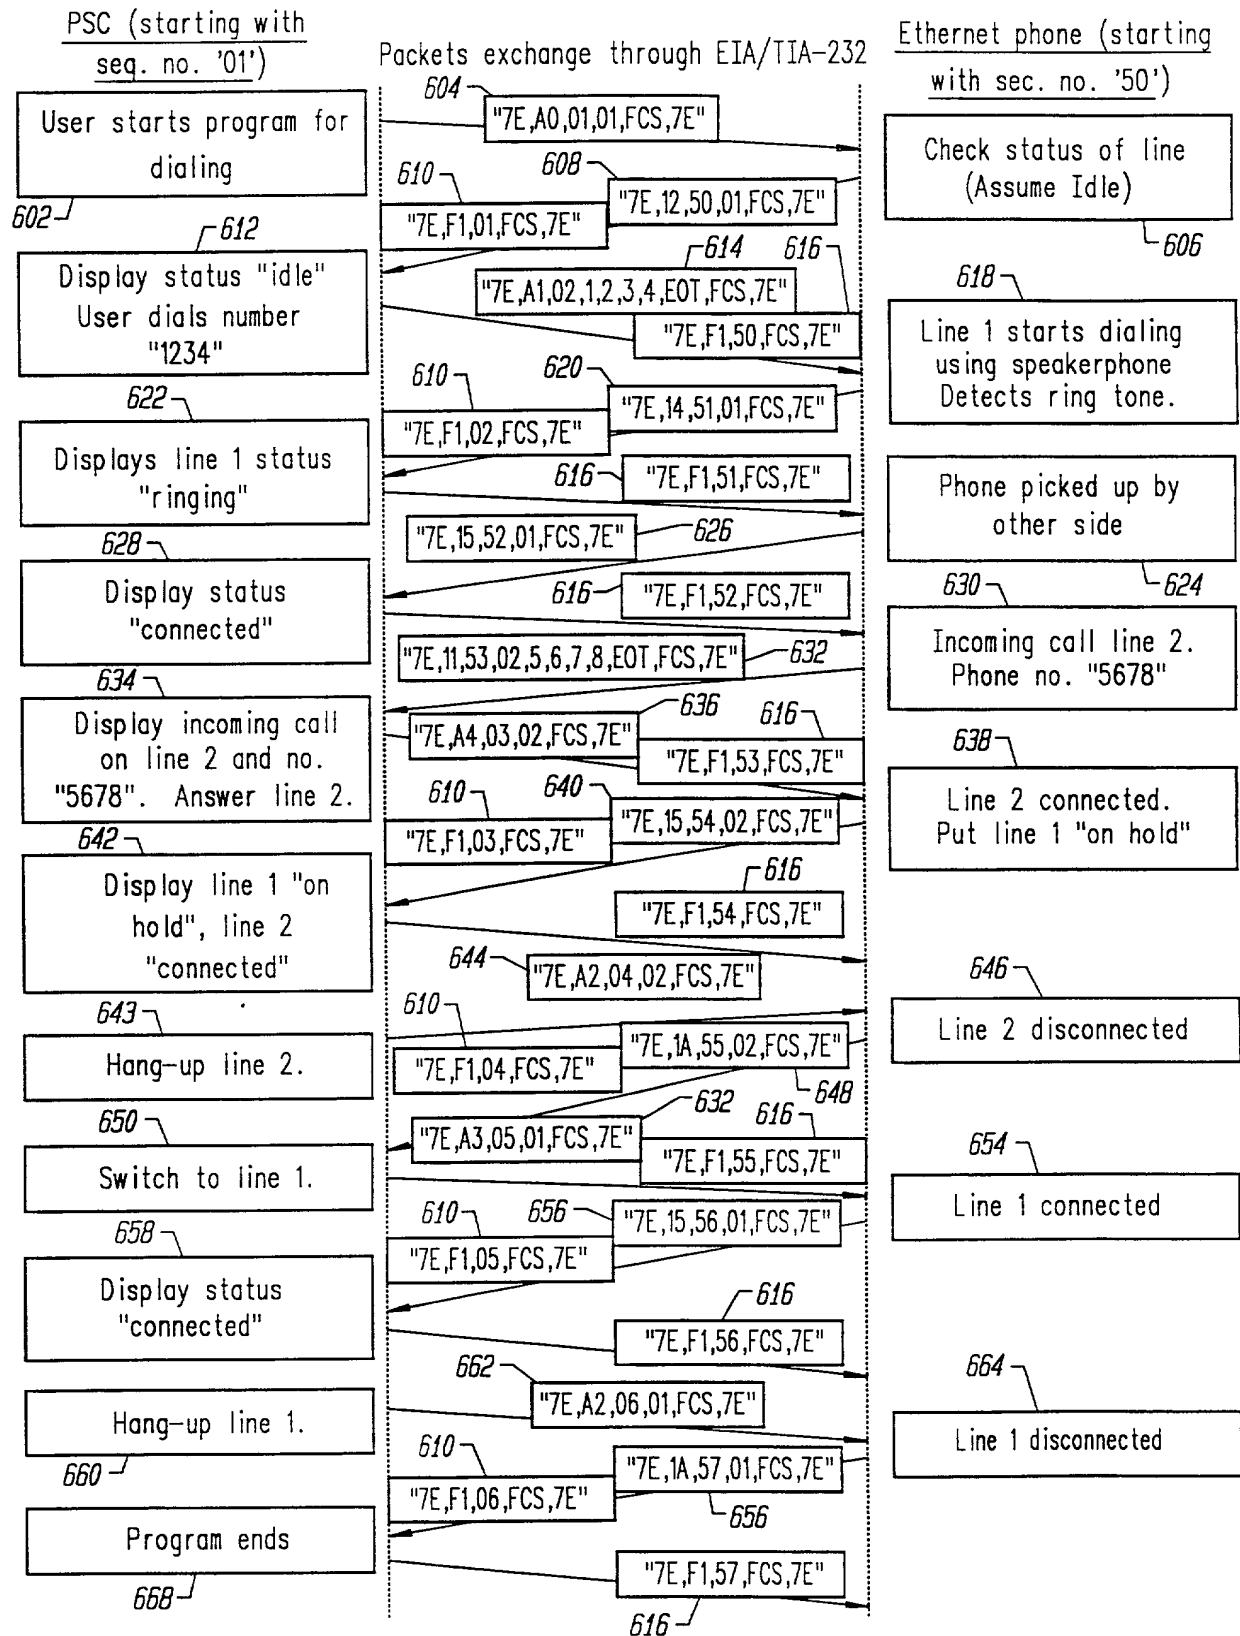 PSC (starting with
seq. no. '01')
Packets exchange through EIA/TIA-232
Ethernet phone (starting
with sec. no. '50')
604
"7E,A0,01,01,FCS,7E"
User starts program for
dialing
602
Check status of line
(Assume Idle)
606
608
"7E,12,50,01,FCS,7E"
610
"7E,F1,01,FCS,7E"
612
Display status "idle"
User dials number
"1234"
614
"7E,A1,02,1,2,3,4,EOT,FCS,7E"
616
"7E,F1,50,FCS,7E"
618
Line 1 starts dialing
using speakerphone
Detects ring tone.
620
"7E,14,51,01,FCS,7E"
610
"7E,F1,02,FCS,7E"
622
Displays line 1 status
"ringing"
616
"7E,F1,51,FCS,7E"
Phone picked up by
other side
624
626
"7E,15,52,01,FCS,7E"
628
Display status
"connected"
616
"7E,F1,52,FCS,7E"
630
Incoming call line 2.
Phone no. "5678"
"7E,11,53,02,5,6,7,8,EOT,FCS,7E"
632
634
Display incoming call
on line 2 and no.
"5678". Answer line 2.
636
"7E,A4,03,02,FCS,7E"
616
"7E,F1,53,FCS,7E"
638
Line 2 connected.
Put line 1 "on hold"
640
"7E,15,54,02,FCS,7E"
610
"7E,F1,03,FCS,7E"
642
Display line 1 "on
hold", line 2
"connected"
616
"7E,F1,54,FCS,7E"
644
"7E,A2,04,02,FCS,7E"
643
Hang-up line 2.
646
Line 2 disconnected
610
"7E,F1,04,FCS,7E"
"7E,1A,55,02,FCS,7E"
648
650
Switch to line 1.
632
"7E,A3,05,01,FCS,7E"
616
"7E,F1,55,FCS,7E"
654
Line 1 connected
656
"7E,15,56,01,FCS,7E"
610
"7E,F1,05,FCS,7E"
658
Display status
"connected"
616
"7E,F1,56,FCS,7E"
662
"7E,A2,06,01,FCS,7E"
Hang-up line 1.
660
664
Line 1 disconnected
610
"7E,F1,06,FCS,7E"
"7E,1A,57,01,FCS,7E"
656
Program ends
668
"7E,F1,57,FCS,7E"
616